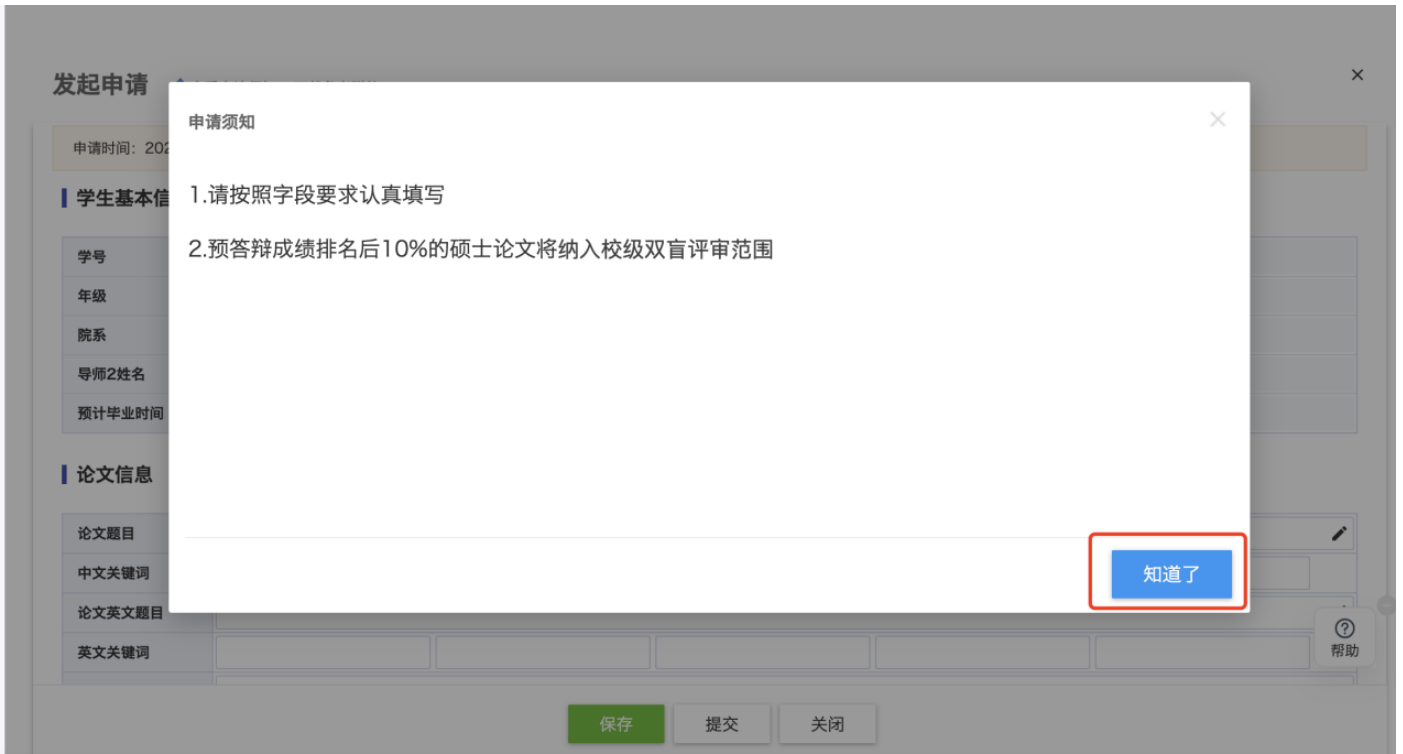 发起申请
申请须知
申请时间：202
学生基本信
1.请按照字段要求认真填写
2.预答辩成绩排名后10%的硕士论文将纳入校级双盲评审范围
学号
年级
院系
导师2姓名
预计毕业时间
论文信息
论文题目
中文关键词
知道了
论文英文题目
英文关键词
帮助
保存
提交
关闭